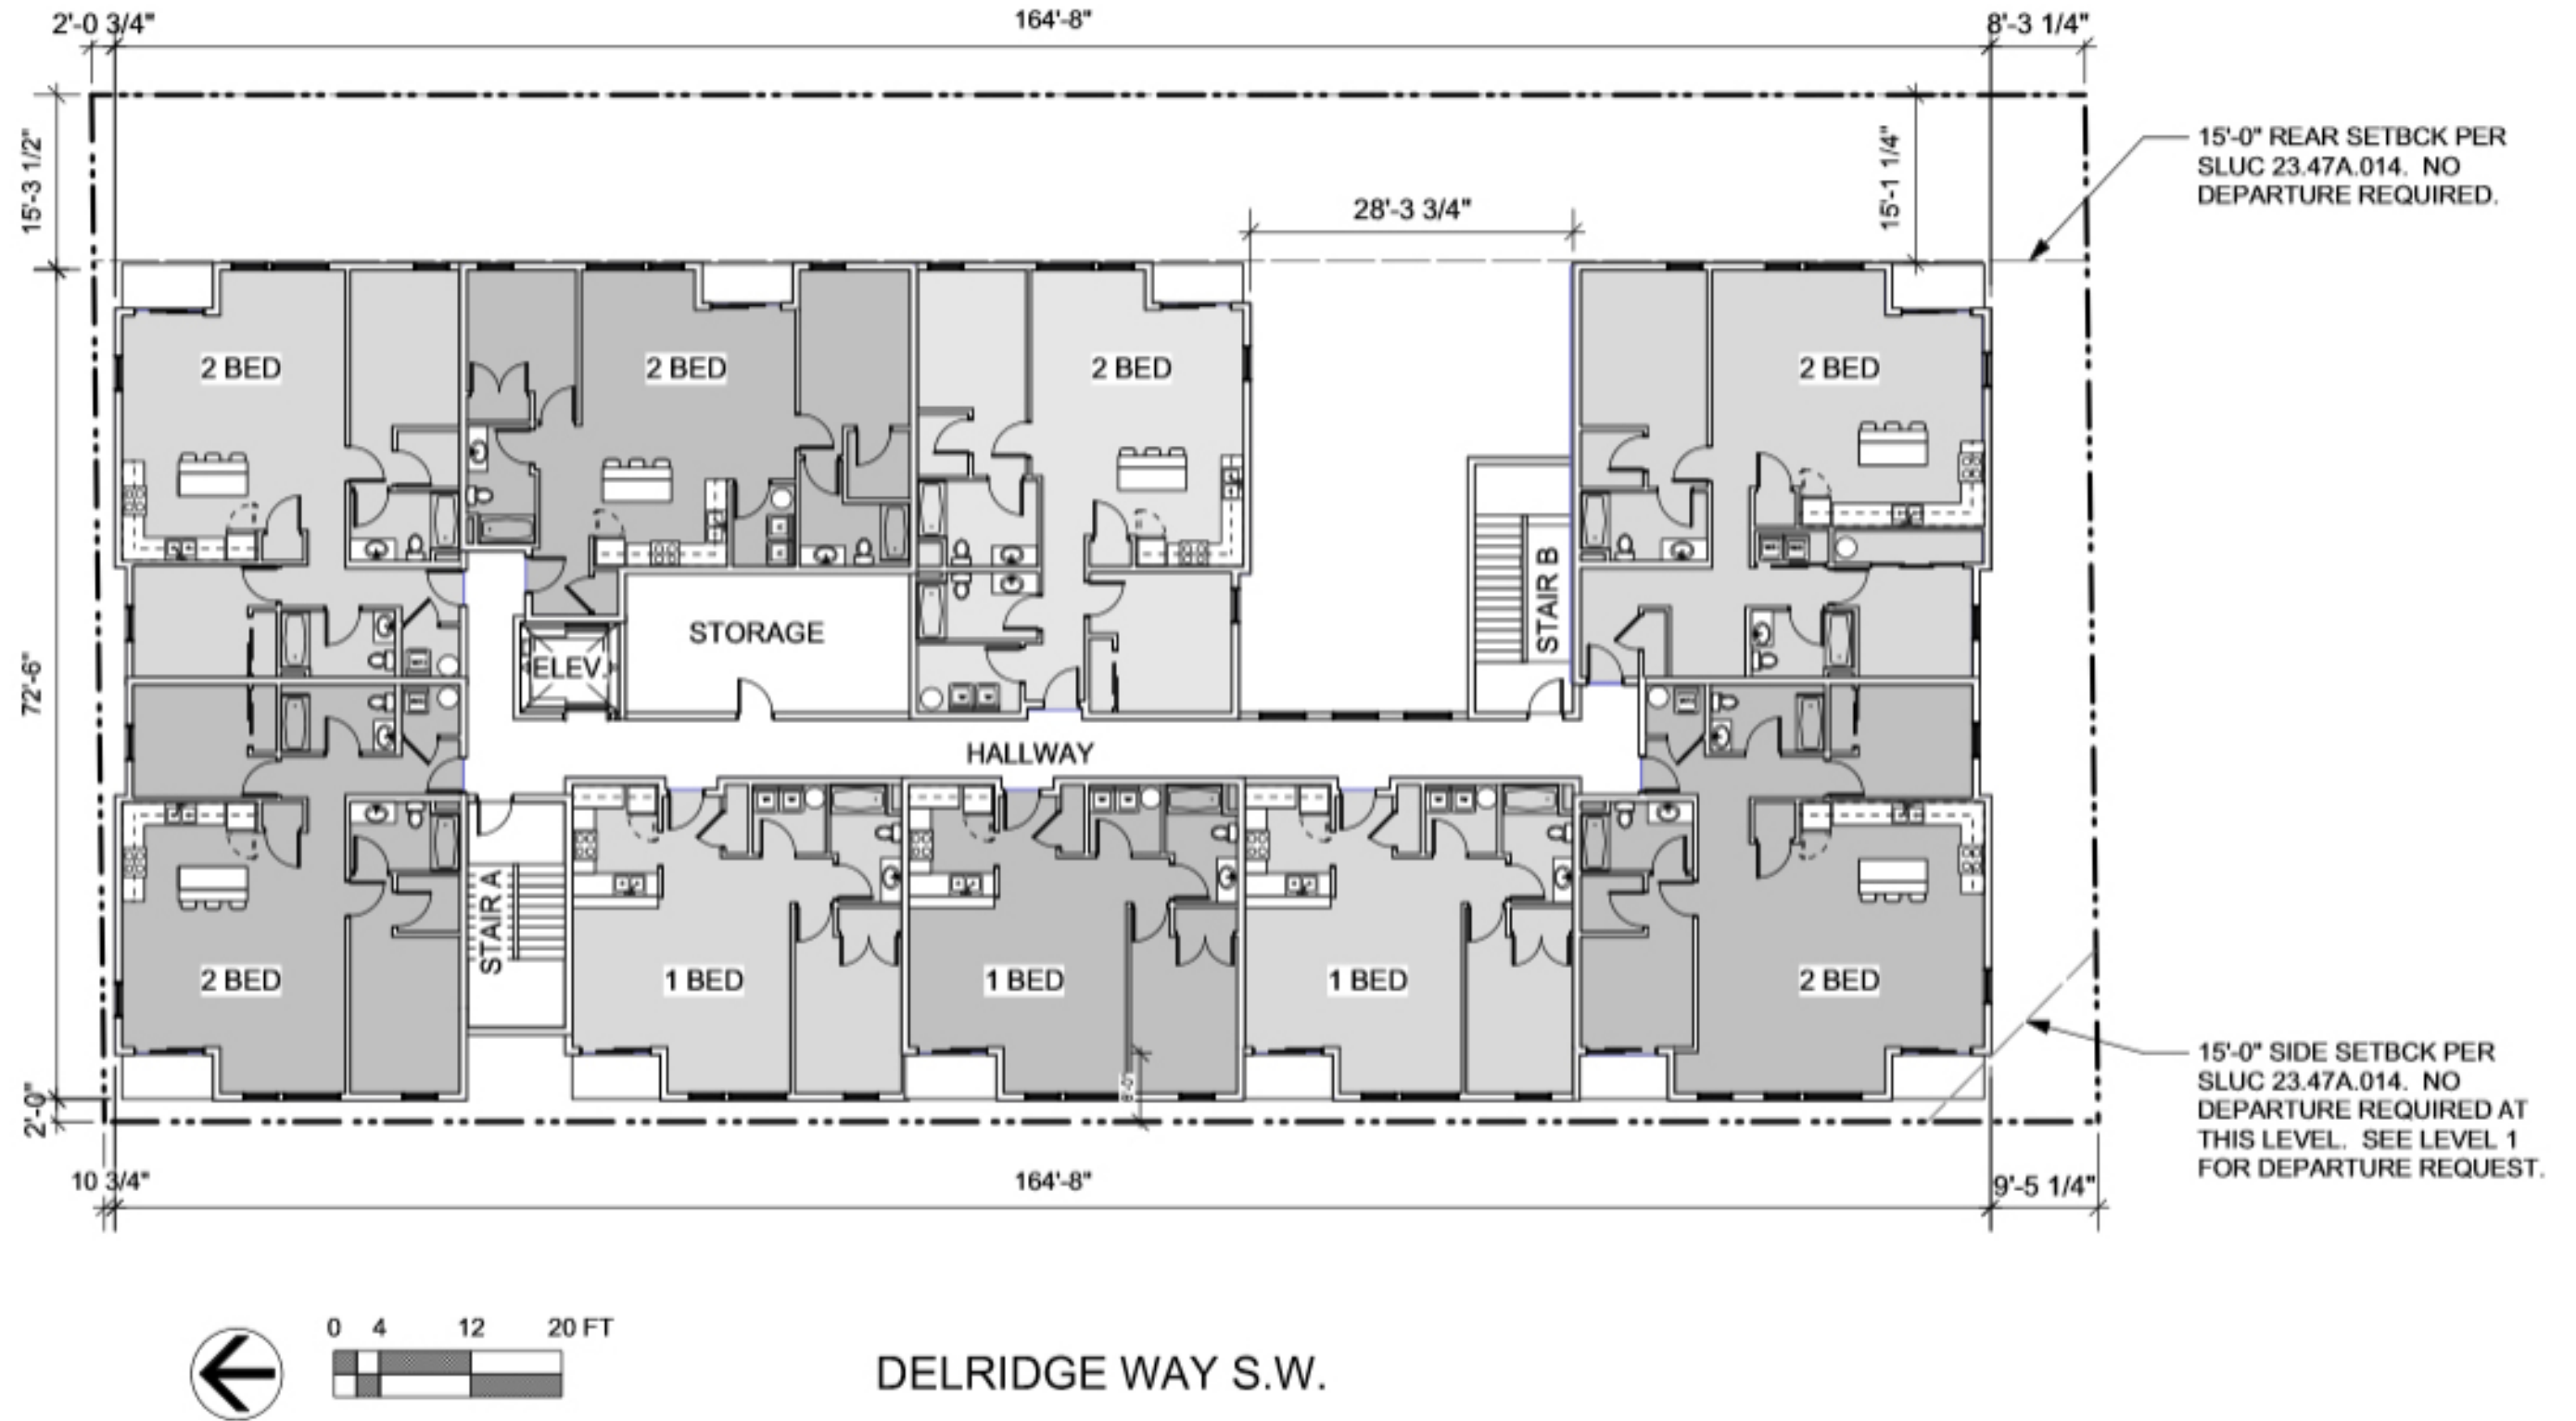 2'-0 3/4"
164'-8"
8'-3 1/4"
15'-3 1/2"
15'-1 1/4"
15'-0" REAR SETBCK PER
SLUC 23.47A.014. NO
DEPARTURE REQUIRED.
28'-3 3/4"
2 BED
2 BED
2 BED
2 BED
STAIR B
STORAGE
ELEV.
72'-6"
HALLWAY
STAIR A
2 BED
1 BED
1 BED
1 BED
2 BED
15'-0" SIDE SETBCK PER
SLUC 23.47A.014. NO
DEPARTURE REQUIRED AT
THIS LEVEL. SEE LEVEL 1
FOR DEPARTURE REQUEST.
2'-0"
10 3/4"
164'-8"
9'-5 1/4"
0 4 12 20 FT
DELRIDGE WAY S.W.